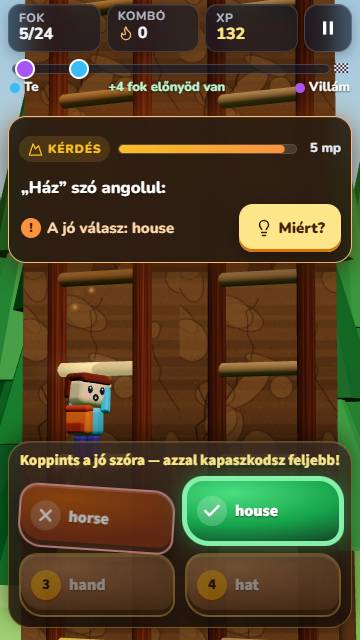 FOK
5/24
KOMBÓ
0
XP
132
Te
+4 fok előnyöd van
Villám
KÉRDÉS
5 mp
„Ház” szó angolul:
! A jó válasz: house
Miért?
Koppints a jó szóra — azzal kapaszkodsz feljebb!
horse
house
3 hand
4 hat